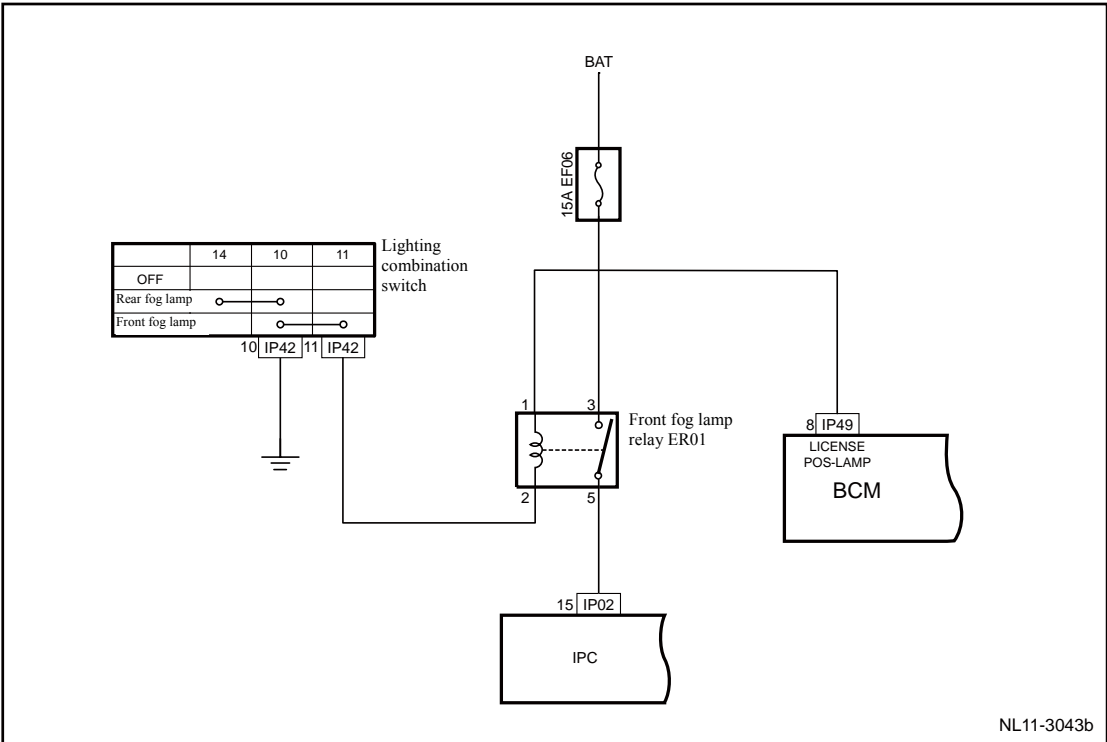 BAT
15A EF06
14 10 11
OFF
Rear fog lamp
Front fog lamp
Lighting
combination
switch
10 IP42 11 IP42
1 3
2 5
Front fog lamp
relay ER01
8 IP49
LICENSE
POS-LAMP
BCM
15 IP02
IPC
NL11-3043b